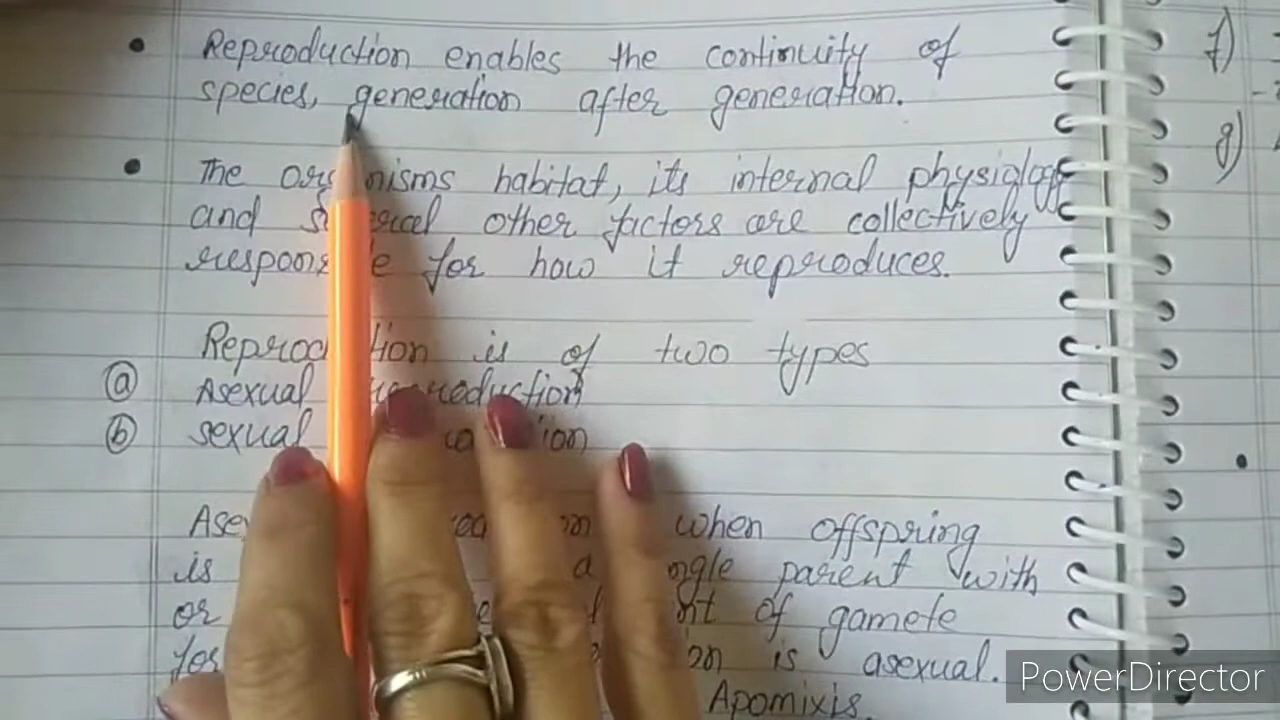 • Reproduction enables the continuity of
species, generation after generation.
• The organisms habitat, its internal physiology
and several other factors are collectively
responsible for how it reproduces.
Reproduction is of two types
ⓐ Asexual reproduction
ⓑ sexual
when offspring
is a parent with
or of gamete
is asexual.
Apomixis.
f)
g)
PowerDirector